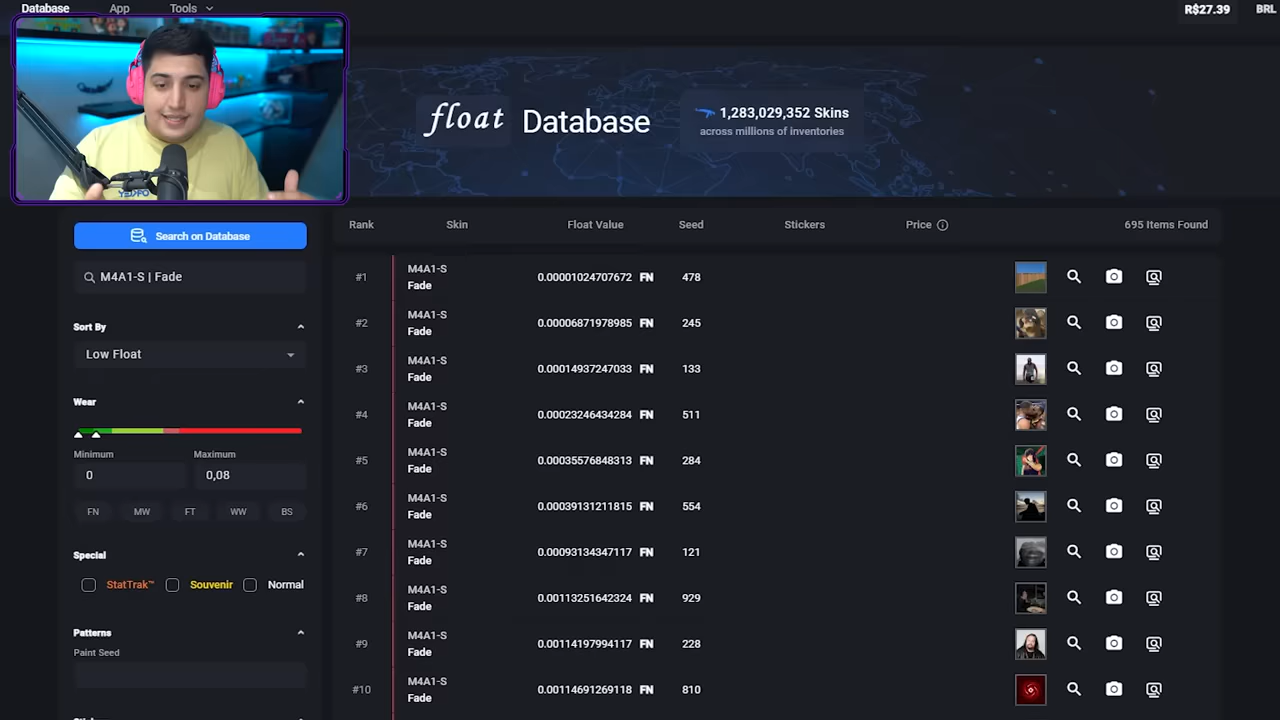 Database App Tools R$27.39 BRL
float Database 1,283,029,352 Skins
across millions of inventories
Search on Database
M4A1-S | Fade
Sort By
Low Float
Wear
Minimum Maximum
0 0,08
FN MW FT WW BS
Special
StatTrak™ Souvenir Normal
Patterns
Paint Seed
Rank Skin Float Value Seed Stickers Price 695 Items Found
#1 M4A1-S Fade 0.00001024707672 FN 478
#2 M4A1-S Fade 0.00006871978985 FN 245
#3 M4A1-S Fade 0.00014937247033 FN 133
#4 M4A1-S Fade 0.00023246434284 FN 511
#5 M4A1-S Fade 0.00035576848313 FN 284
#6 M4A1-S Fade 0.00039131211815 FN 554
#7 M4A1-S Fade 0.00093134347117 FN 121
#8 M4A1-S Fade 0.00113251642324 FN 929
#9 M4A1-S Fade 0.00114197994117 FN 228
#10 M4A1-S Fade 0.00114691269118 FN 810